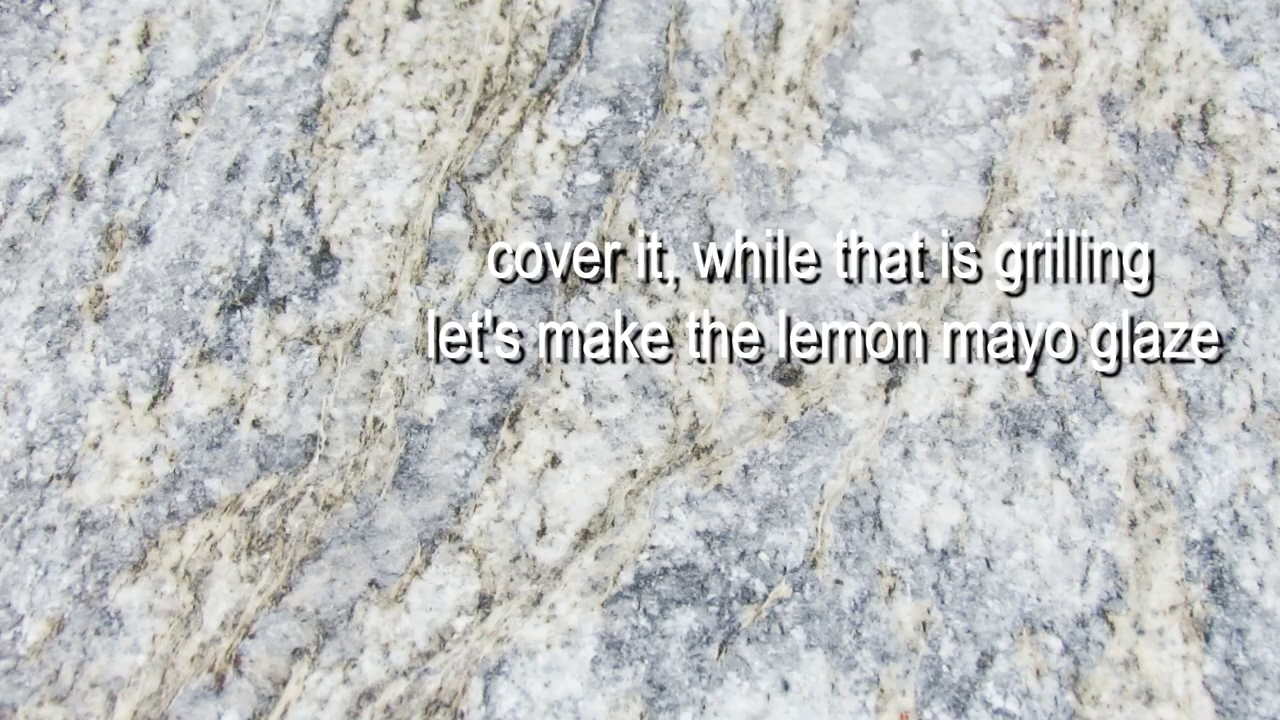 cover it, while that is grilling
let's make the lemon mayo glaze